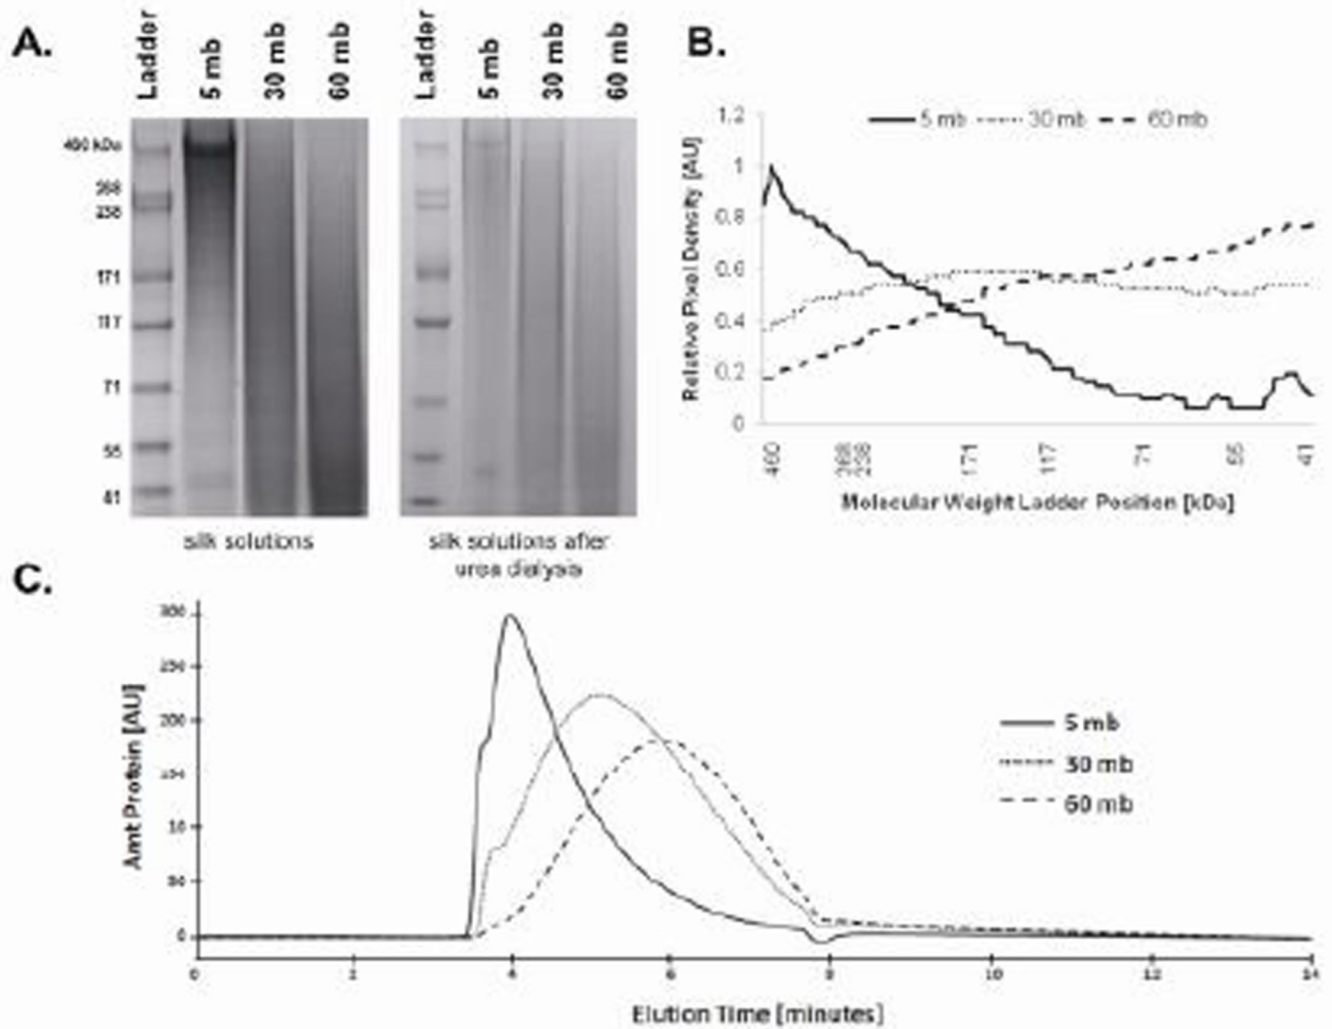 A.
Ladder
5 mb
30 mb
60 mb
Ladder
5 mb
30 mb
60 mb
460 kDa
268
238
171
117
71
55
41
silk solutions
silk solutions after
urea dialysis
B.
Relative Pixel Density [AU]
1.2
1
0.8
0.6
0.4
0.2
0
5 mb
30 mb
60 mb
460
268
238
171
117
71
55
41
Molecular Weight Ladder Position [kDa]
C.
Amt Protein [AU]
300
250
200
50
0
5 mb
30 mb
60 mb
0
2
4
6
8
10
12
14
Elution Time [minutes]